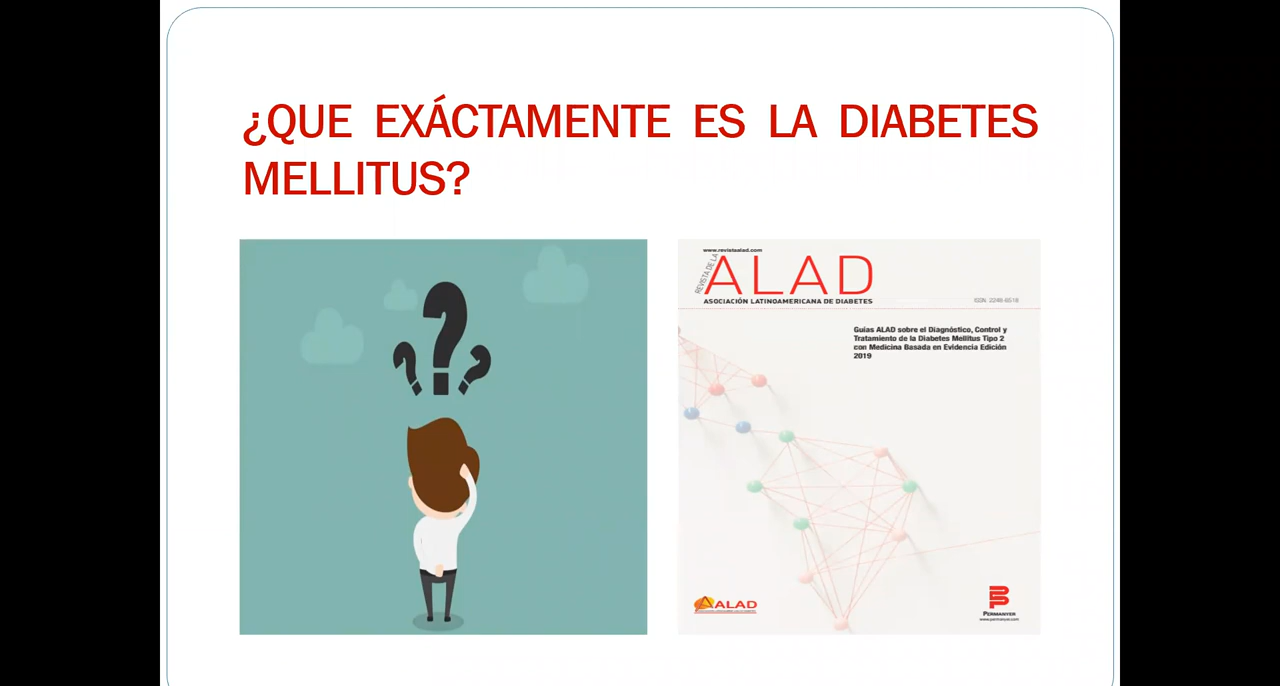 ¿QUE EXÁCTAMENTE ES LA DIABETES
MELLITUS?
www.revistaalad.com
REVISTA DE LA
ALAD
ASOCIACIÓN LATINOAMERICANA DE DIABETES
ISSN: 2248-6518
Guías ALAD sobre el Diagnóstico, Control y
Tratamiento de la Diabetes Mellitus Tipo 2
con Medicina Basada en Evidencia Edición
2019
ALAD
PERMANYER
www.permanyer.com